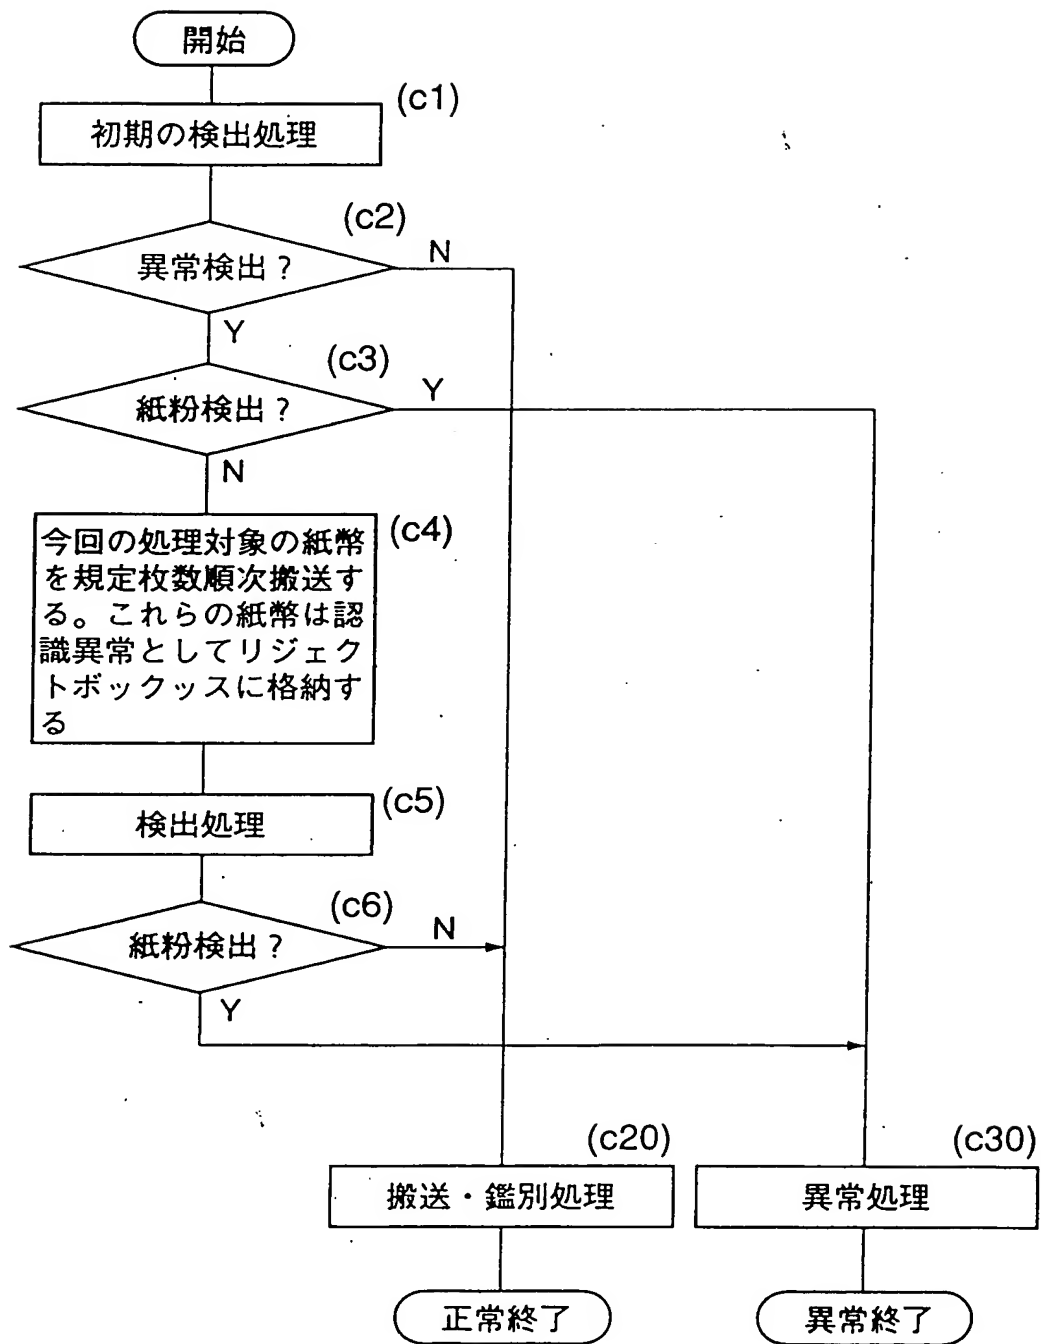 開始
(c1)
初期の検出処理
(c2)
異常検出?
N
Y
(c3)
紙粉検出?
Y
N
(c4)
今回の処理対象の紙幣
を規定枚数順次搬送す
る。これらの紙幣は認
識異常としてリジェク
トボックッスに格納す
る
(c5)
検出処理
(c6)
紙粉検出?
N
Y
(c20)
搬送・鑑別処理
(c30)
異常処理
正常終了
異常終了